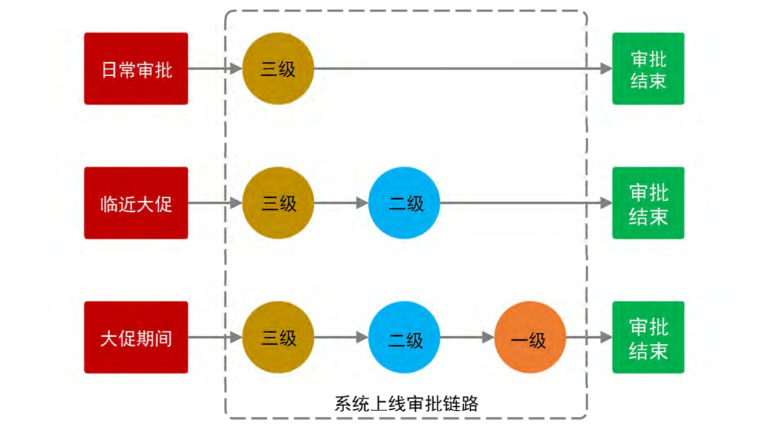 日常审批
三级
审批
结束
临近大促
三级
二级
审批
结束
大促期间
三级
二级
一级
审批
结束
系统上线审批链路